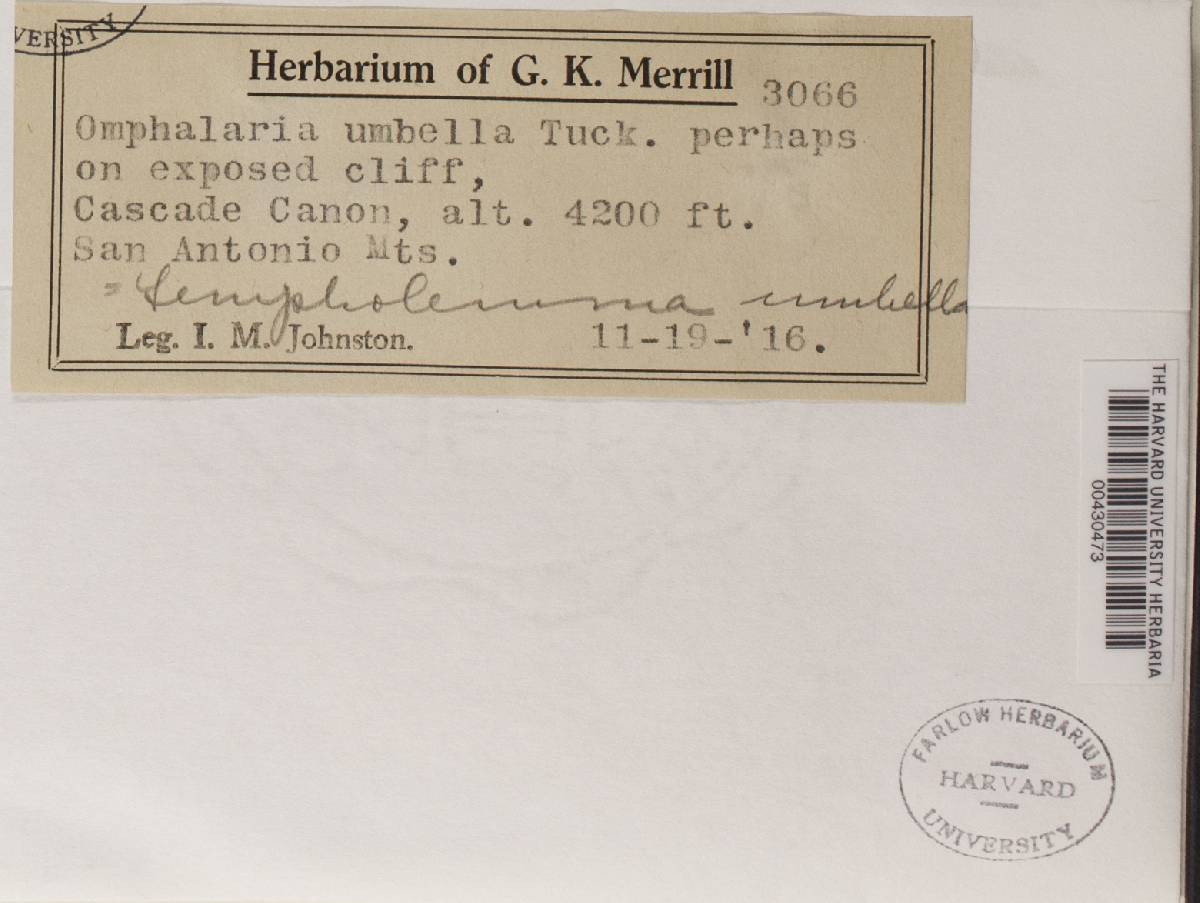 VERSITY
Herbarium of G. K. Merrill 3066
Omphalaria umbella Tuck. perhaps
on exposed cliff,
Cascade Canon, alt. 4200 ft.
San Antonio Mts.
= Lempholemma umbella
Leg. I. M. Johnston. 11-19-'16.
THE HARVARD UNIVERSITY HERBARIA
00430473
FARLOW HERBARIUM
HARVARD
UNIVERSITY